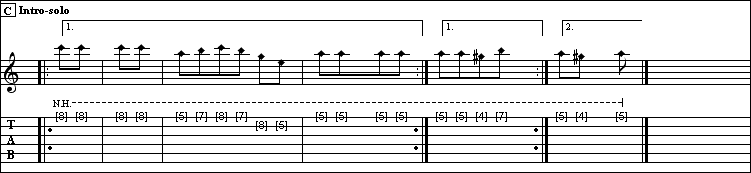 C Intro-solo
1. 1. 2.
N.H.
[8] [8] [8] [8] [5] [7] [8] [7] [8] [5] [5] [5] [5] [5] [5] [5] [4] [7] [5] [4] [5]
T
A
B